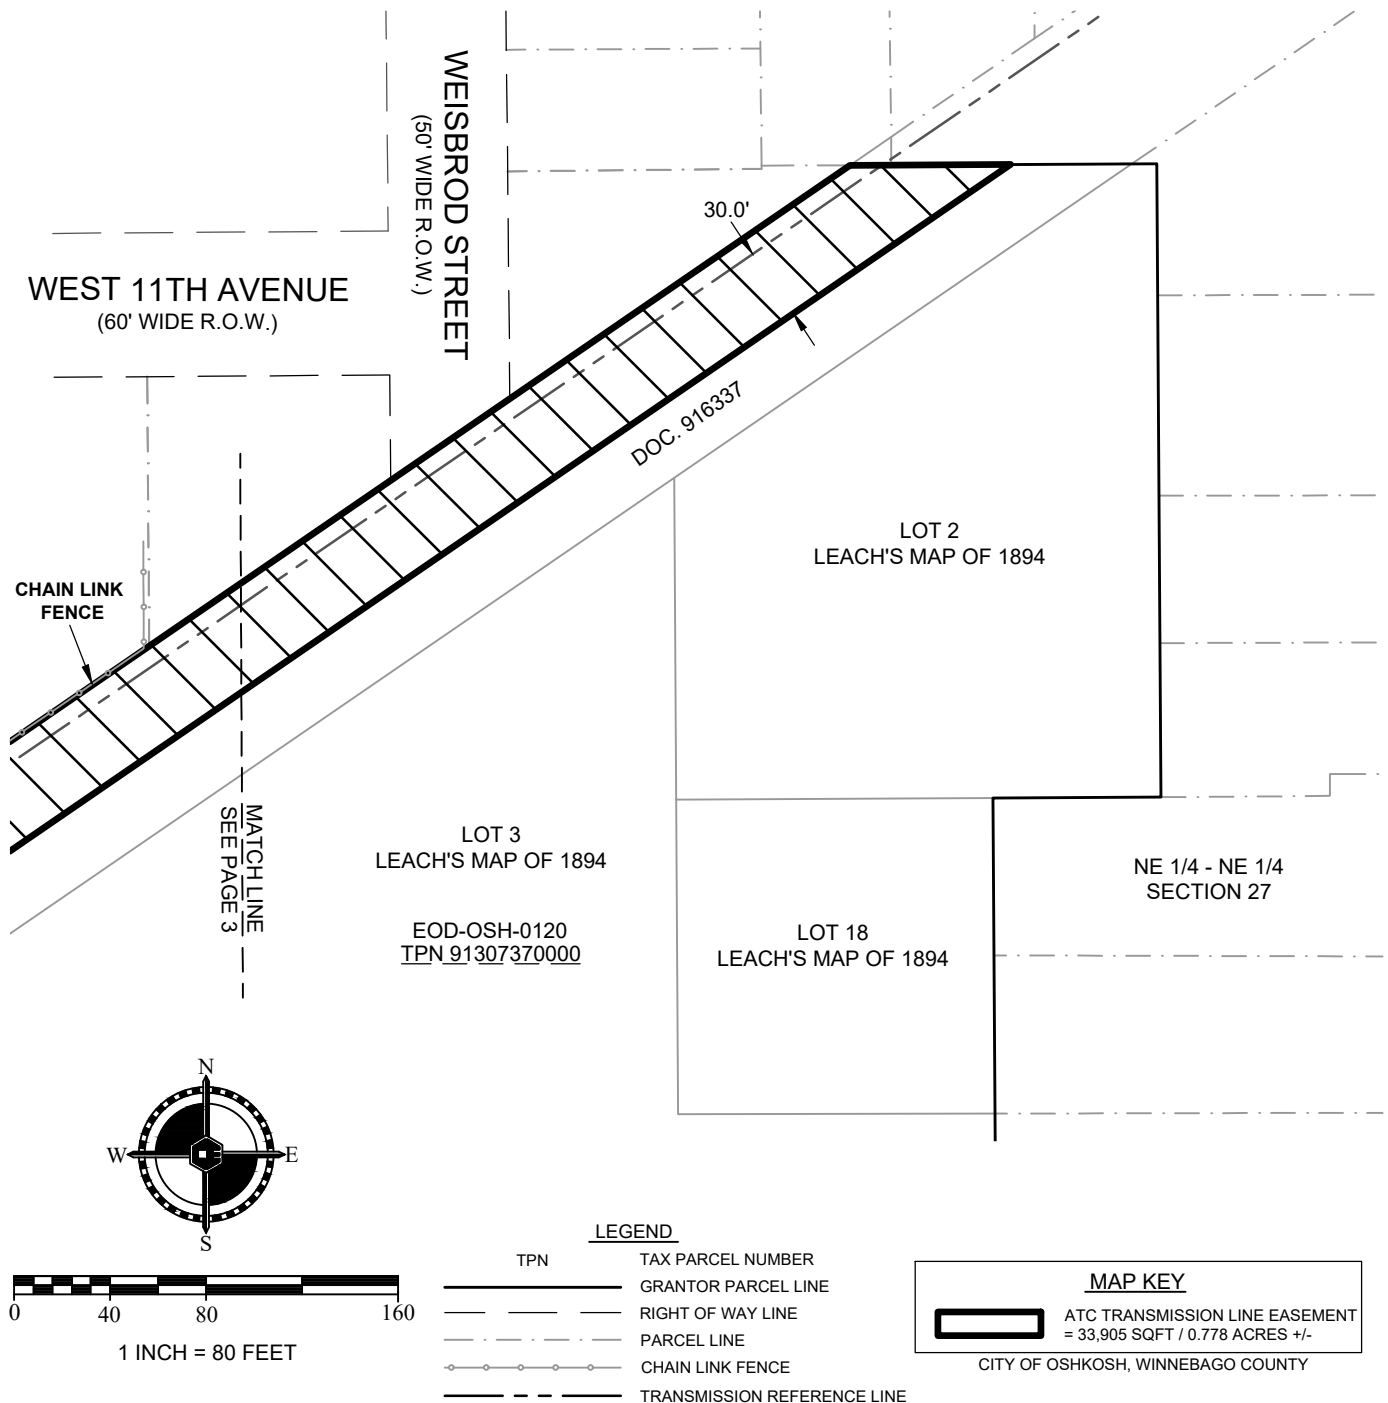 WEISBROD STREET
(50' WIDE R.O.W.)
30.0'
WEST 11TH AVENUE
(60' WIDE R.O.W.)
DOC. 916337
LOT 2
LEACH'S MAP OF 1894
CHAIN LINK
FENCE
MATCH LINE
SEE PAGE 3
LOT 3
LEACH'S MAP OF 1894
EOD-OSH-0120
TPN 91307370000
NE 1/4 - NE 1/4
SECTION 27
LOT 18
LEACH'S MAP OF 1894
N
W
E
S
0 40 80 160
1 INCH = 80 FEET
LEGEND
TPN TAX PARCEL NUMBER
GRANTOR PARCEL LINE
RIGHT OF WAY LINE
PARCEL LINE
CHAIN LINK FENCE
TRANSMISSION REFERENCE LINE
MAP KEY
ATC TRANSMISSION LINE EASEMENT
= 33,905 SQFT / 0.778 ACRES +/-
CITY OF OSHKOSH, WINNEBAGO COUNTY